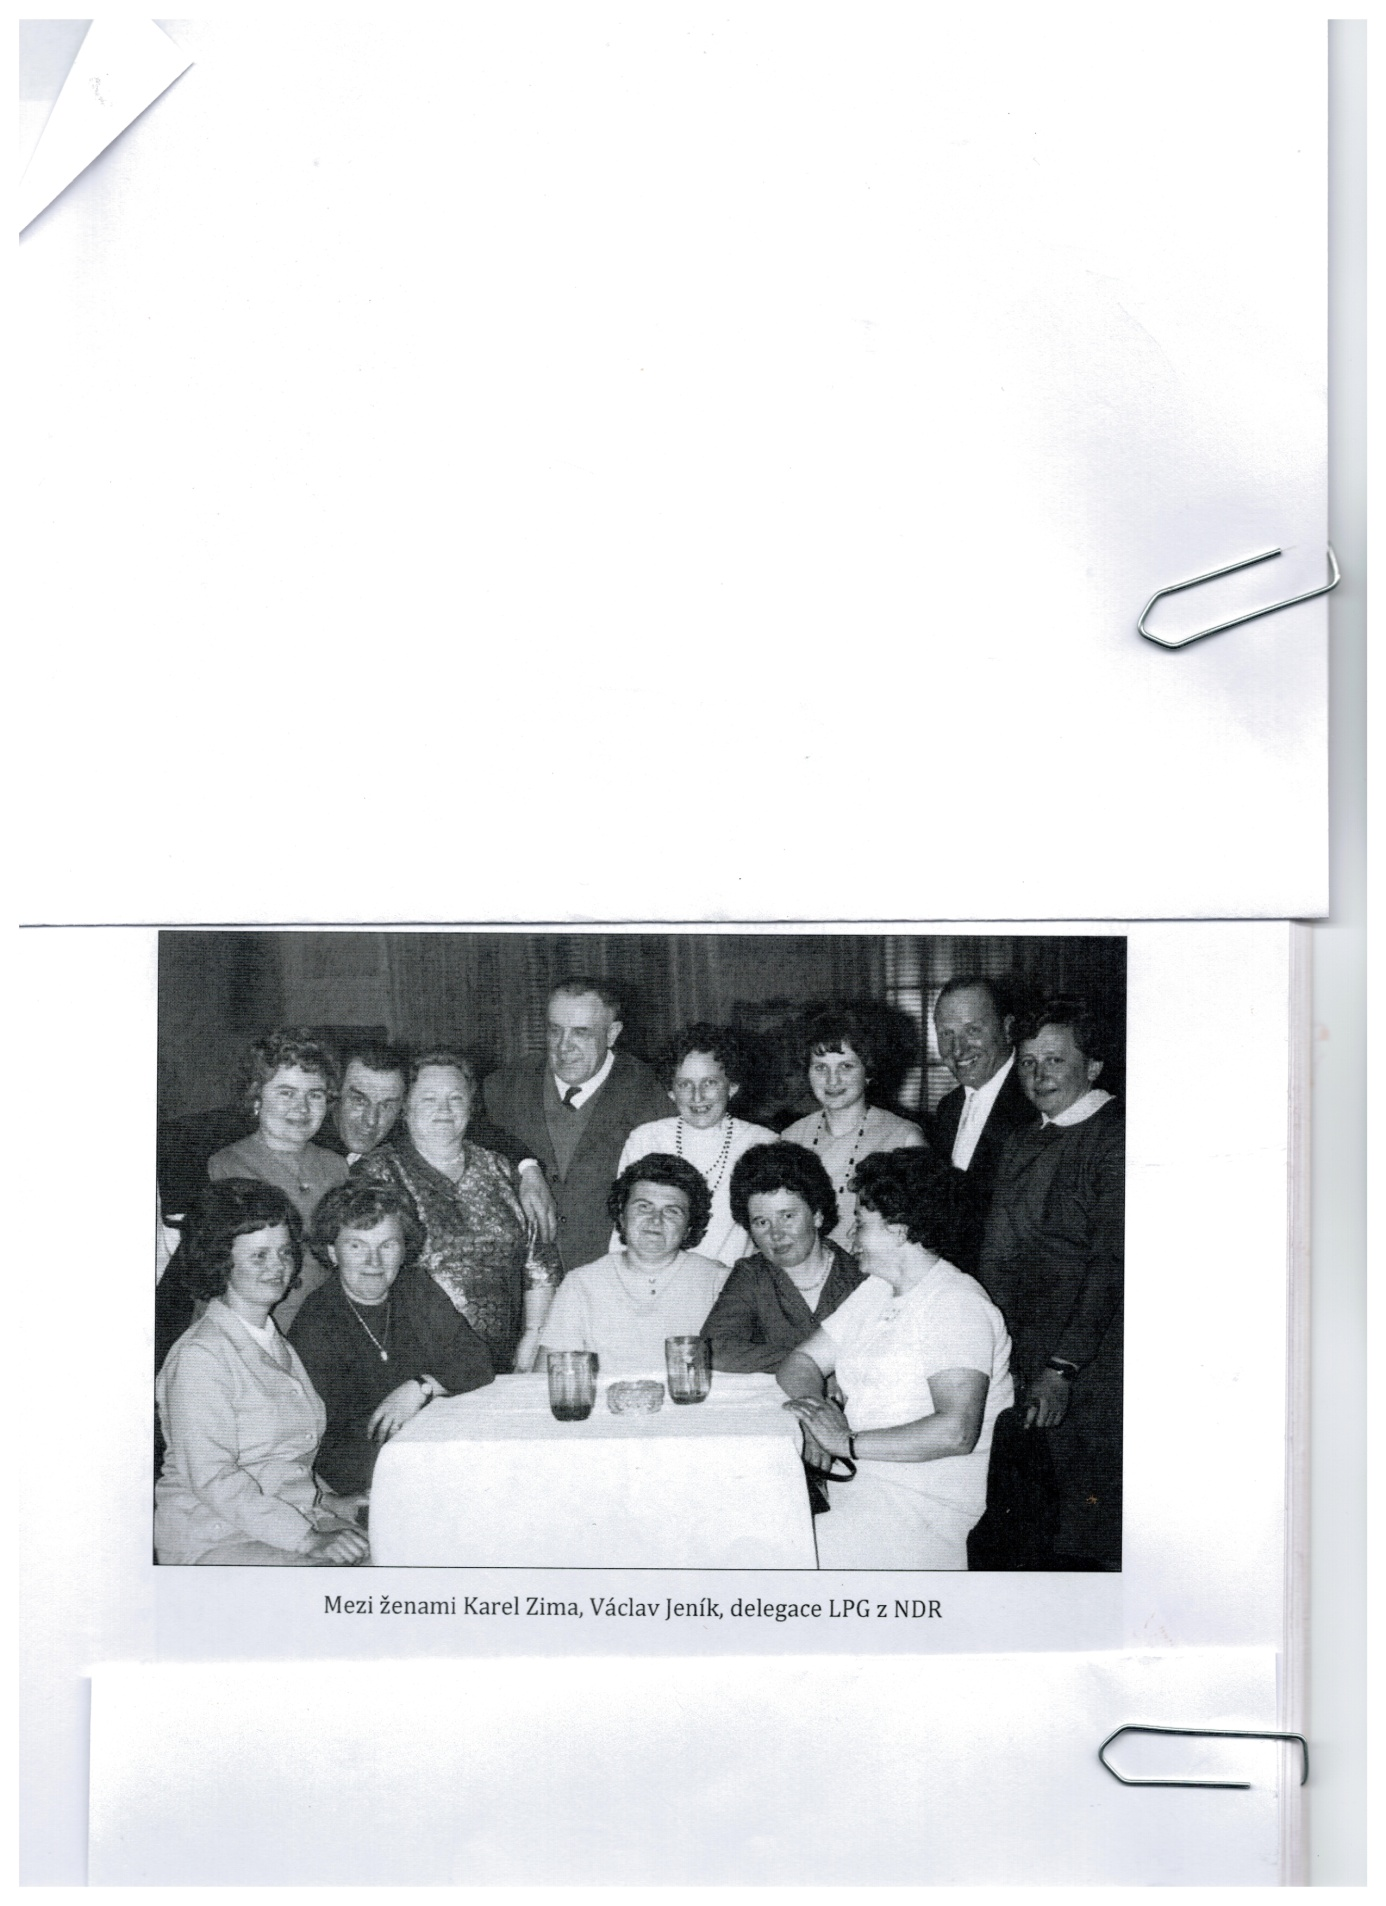 Mezi ženami Karel Zima, Václav Jeník, delegace LPG z NDR